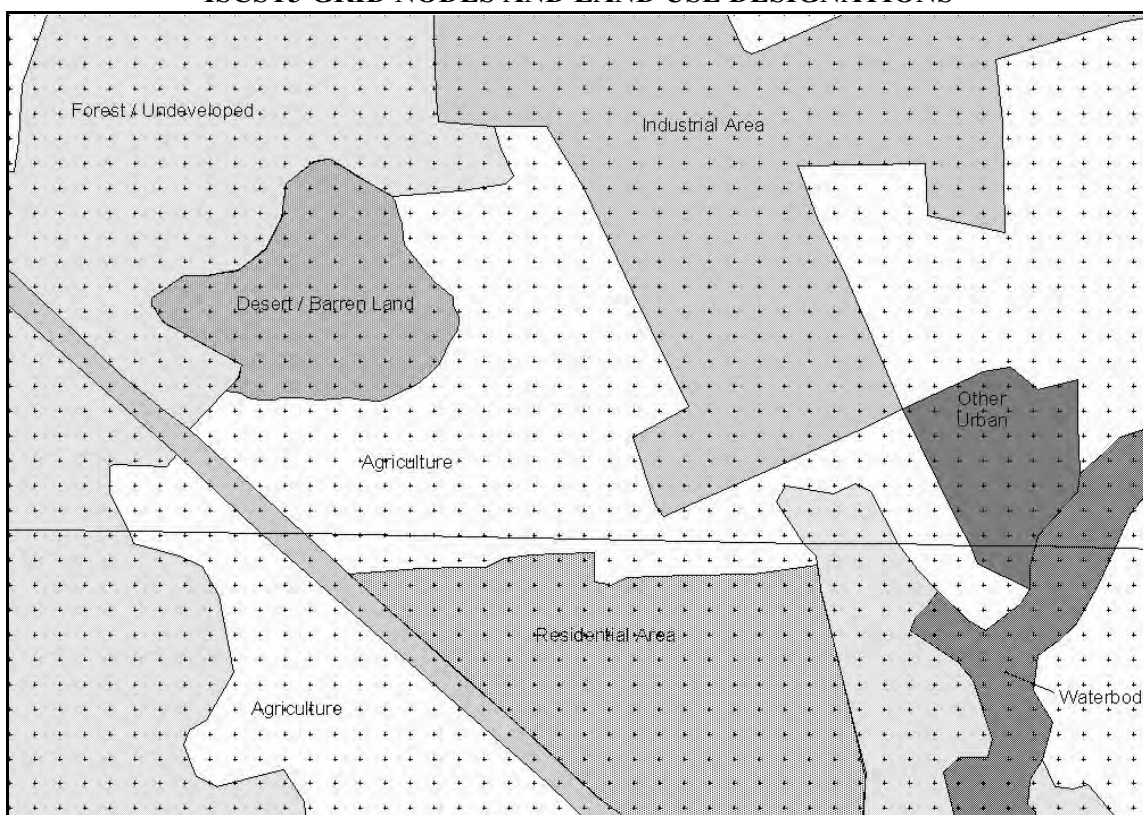 ISCST3 GRID NODES AND LAND USE DESIGNATIONS
Forest / Undeveloped
Industrial Area
Desert / Barren Land
Other
Urban
Agriculture
Residential Area
Agriculture
Waterbod